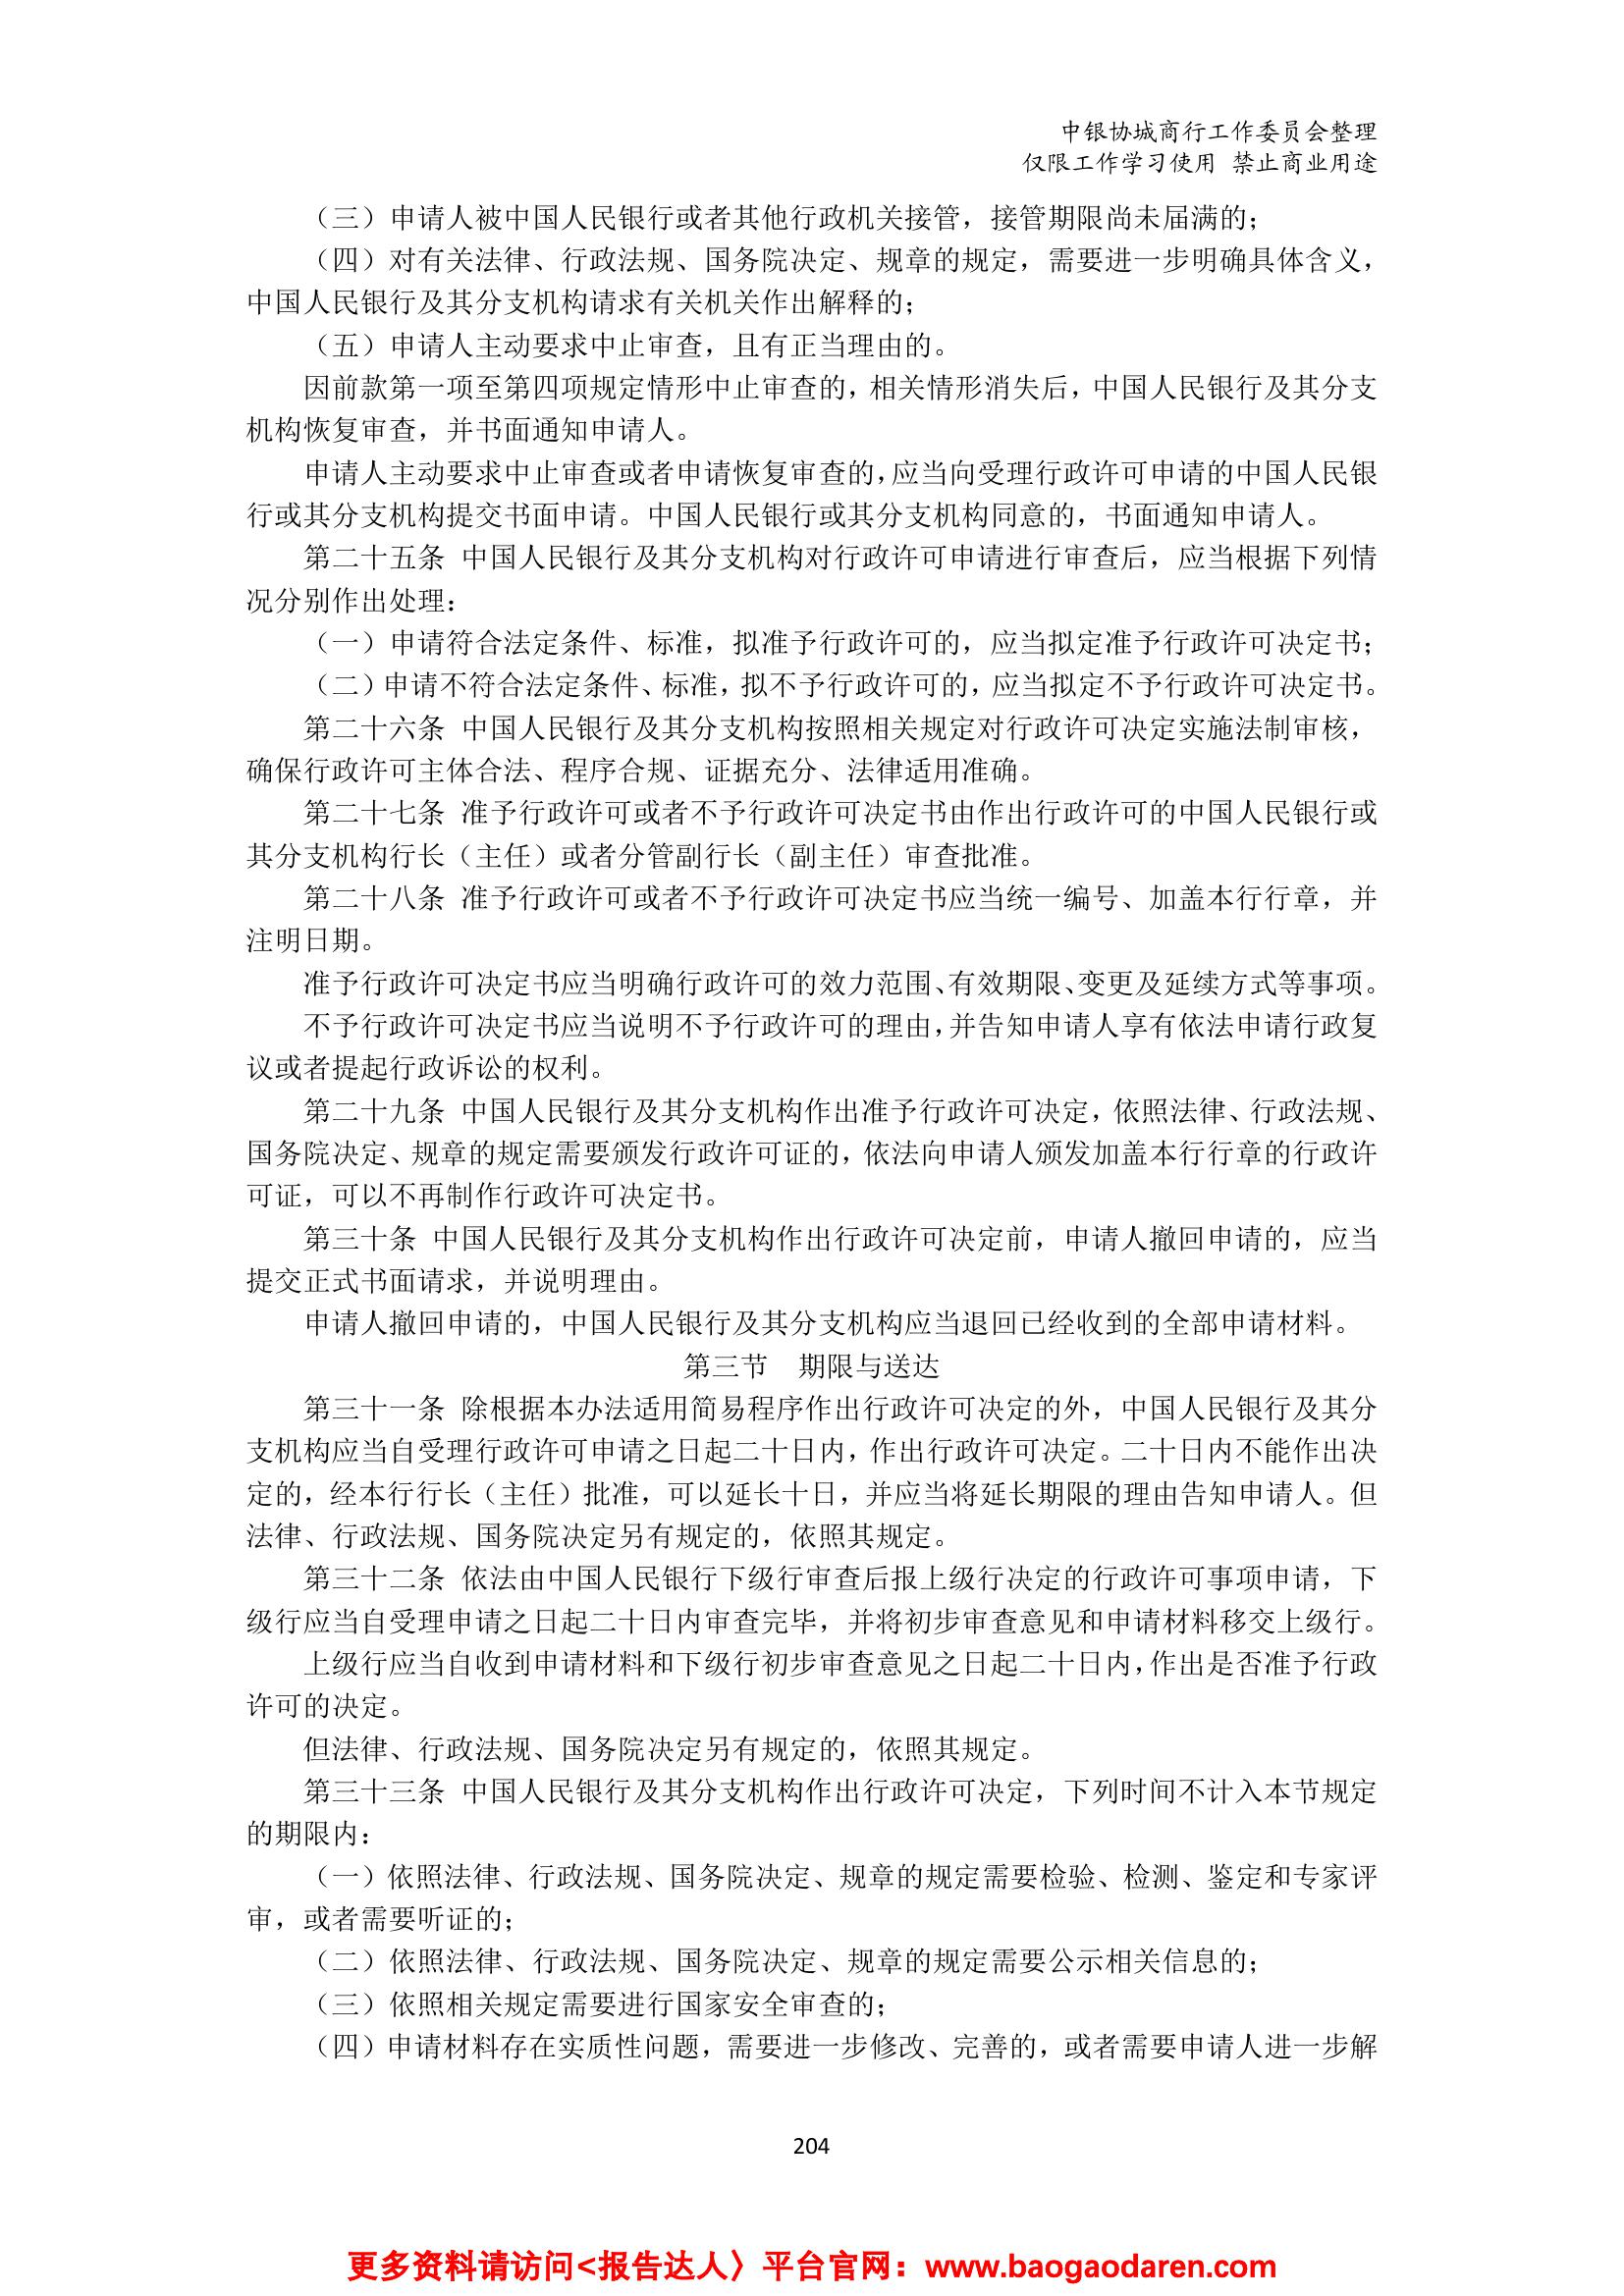 中银协城商行工作委员会整理
仅限工作学习使用 禁止商业用途
（三）申请人被中国人民银行或者其他行政机关接管，接管期限尚未届满的；
（四）对有关法律、行政法规、国务院决定、规章的规定，需要进一步明确具体含义，
中国人民银行及其分支机构请求有关机关作出解释的；
（五）申请人主动要求中止审查，且有正当理由的。
因前款第一项至第四项规定情形中止审查的，相关情形消失后，中国人民银行及其分支
机构恢复审查，并书面通知申请人。
申请人主动要求中止审查或者申请恢复审查的，应当向受理行政许可申请的中国人民银
行或其分支机构提交书面申请。中国人民银行或其分支机构同意的，书面通知申请人。
第二十五条 中国人民银行及其分支机构对行政许可申请进行审查后，应当根据下列情
况分别作出处理：
（一）申请符合法定条件、标准，拟准予行政许可的，应当拟定准予行政许可决定书；
（二）申请不符合法定条件、标准，拟不予行政许可的，应当拟定不予行政许可决定书。
第二十六条 中国人民银行及其分支机构按照相关规定对行政许可决定实施法制审核，
确保行政许可主体合法、程序合规、证据充分、法律适用准确。
第二十七条 准予行政许可或者不予行政许可决定书由作出行政许可的中国人民银行或
其分支机构行长（主任）或者分管副行长（副主任）审查批准。
第二十八条 准予行政许可或者不予行政许可决定书应当统一编号、加盖本行行章，并
注明日期。
准予行政许可决定书应当明确行政许可的效力范围、有效期限、变更及延续方式等事项。
不予行政许可决定书应当说明不予行政许可的理由，并告知申请人享有依法申请行政复
议或者提起行政诉讼的权利。
第二十九条 中国人民银行及其分支机构作出准予行政许可决定，依照法律、行政法规、
国务院决定、规章的规定需要颁发行政许可证的，依法向申请人颁发加盖本行行章的行政许
可证，可以不再制作行政许可决定书。
第三十条 中国人民银行及其分支机构作出行政许可决定前，申请人撤回申请的，应当
提交正式书面请求，并说明理由。
申请人撤回申请的，中国人民银行及其分支机构应当退回已经收到的全部申请材料。
第三节　期限与送达
第三十一条 除根据本办法适用简易程序作出行政许可决定的外，中国人民银行及其分
支机构应当自受理行政许可申请之日起二十日内，作出行政许可决定。二十日内不能作出决
定的，经本行行长（主任）批准，可以延长十日，并应当将延长期限的理由告知申请人。但
法律、行政法规、国务院决定另有规定的，依照其规定。
第三十二条 依法由中国人民银行下级行审查后报上级行决定的行政许可事项申请，下
级行应当自受理申请之日起二十日内审查完毕，并将初步审查意见和申请材料移交上级行。
上级行应当自收到申请材料和下级行初步审查意见之日起二十日内，作出是否准予行政
许可的决定。
但法律、行政法规、国务院决定另有规定的，依照其规定。
第三十三条 中国人民银行及其分支机构作出行政许可决定，下列时间不计入本节规定
的期限内：
（一）依照法律、行政法规、国务院决定、规章的规定需要检验、检测、鉴定和专家评
审，或者需要听证的；
（二）依照法律、行政法规、国务院决定、规章的规定需要公示相关信息的；
（三）依照相关规定需要进行国家安全审查的；
（四）申请材料存在实质性问题，需要进一步修改、完善的，或者需要申请人进一步解
204
更多资料请访问<报告达人〉平台官网：www.baogaodaren.com